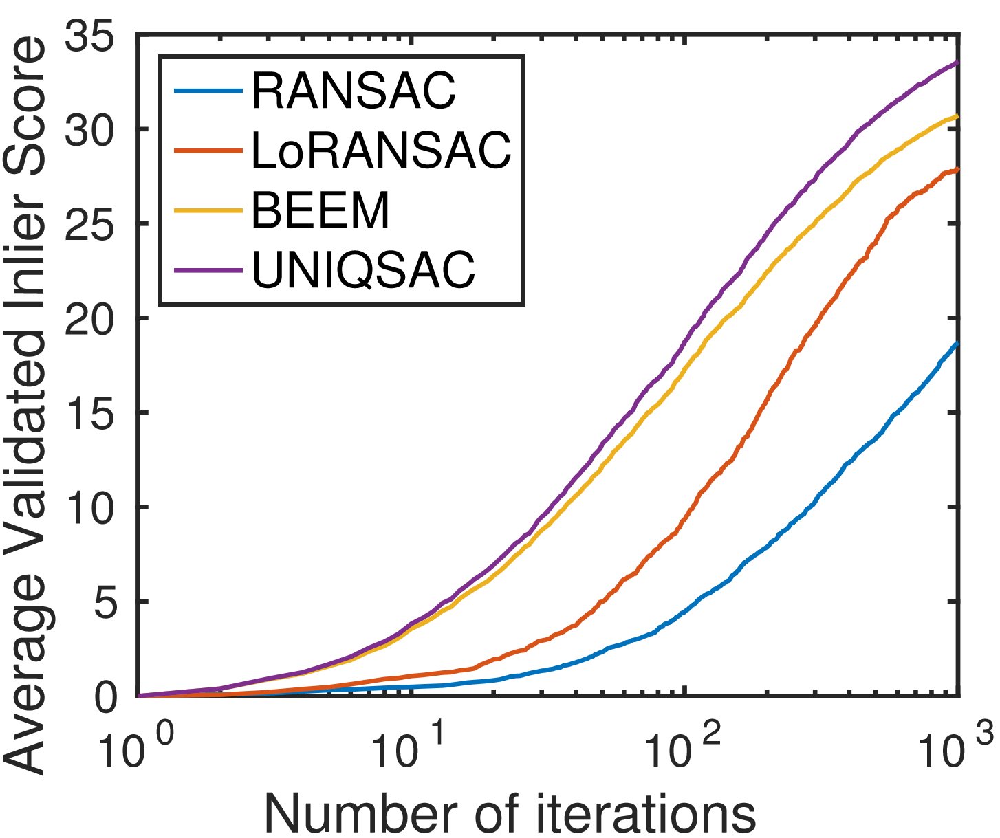 Average Validated Inlier Score
35
30
25
20
15
10
5
0
RANSAC
LoRANSAC
BEEM
UNIQSAC
10^0 10^1 10^2 10^3
Number of iterations